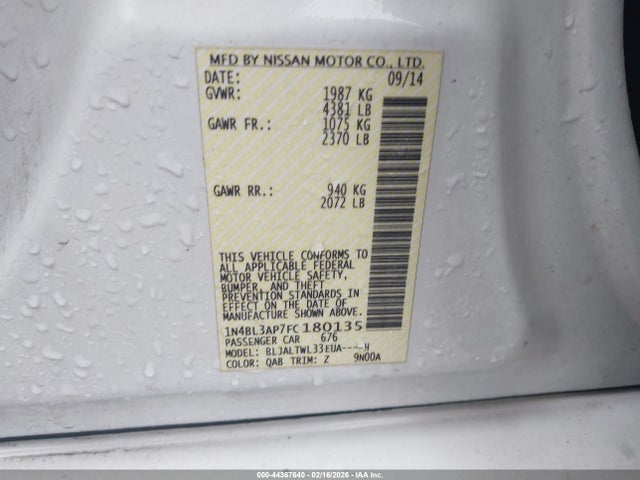 MFD BY NISSAN MOTOR CO., LTD.
DATE: 09/14
GVWR: 1987 KG
4381 LB
GAWR FR.: 1075 KG
2370 LB
GAWR RR.: 940 KG
2072 LB
THIS VEHICLE CONFORMS TO
ALL APPLICABLE FEDERAL
MOTOR VEHICLE SAFETY,
BUMPER, AND THEFT
PREVENTION STANDARDS IN
EFFECT ON THE DATE OF
MANUFACTURE SHOWN ABOVE.
1N4BL3AP7FC180135
PASSENGER CAR 676
MODEL: BLJALTWL33EUA----H
COLOR: QAB TRIM: Z 9N00A
000-44367640 - 02/16/2026 - IAA Inc.